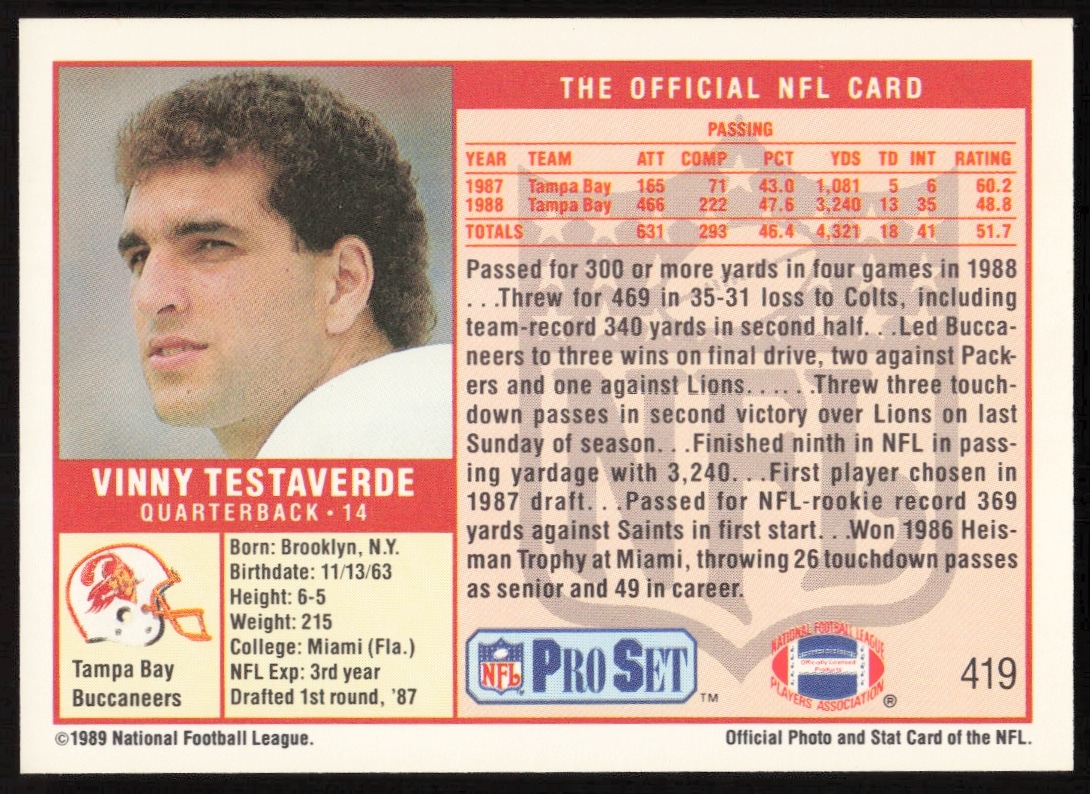 THE OFFICIAL NFL CARD
PASSING
YEAR TEAM ATT COMP PCT YDS TD INT RATING
1987 Tampa Bay 165 71 43.0 1,081 5 6 60.2
1988 Tampa Bay 466 222 47.6 3,240 13 35 48.8
TOTALS 631 293 46.4 4,321 18 41 51.7
Passed for 300 or more yards in four games in 1988
. . .Threw for 469 in 35-31 loss to Colts, including
team-record 340 yards in second half. . .Led Bucca-
neers to three wins on final drive, two against Pack-
ers and one against Lions. . . . . .Threw three touch-
down passes in second victory over Lions on last
Sunday of season. . .Finished ninth in NFL in pass-
ing yardage with 3,240. . .First player chosen in
1987 draft. . .Passed for NFL-rookie record 369
yards against Saints in first start. . .Won 1986 Heis-
man Trophy at Miami, throwing 26 touchdown passes
as senior and 49 in career.
NFL
VINNY TESTAVERDE
QUARTERBACK • 14
Tampa Bay
Buccaneers
Born: Brooklyn, N.Y.
Birthdate: 11/13/63
Height: 6-5
Weight: 215
College: Miami (Fla.)
NFL Exp: 3rd year
Drafted 1st round, '87
NFL PRO SET ™
NATIONAL FOOTBALL LEAGUE
Officially Licensed
Products
PLAYERS ASSOCIATION ®
419
©1989 National Football League.
Official Photo and Stat Card of the NFL.